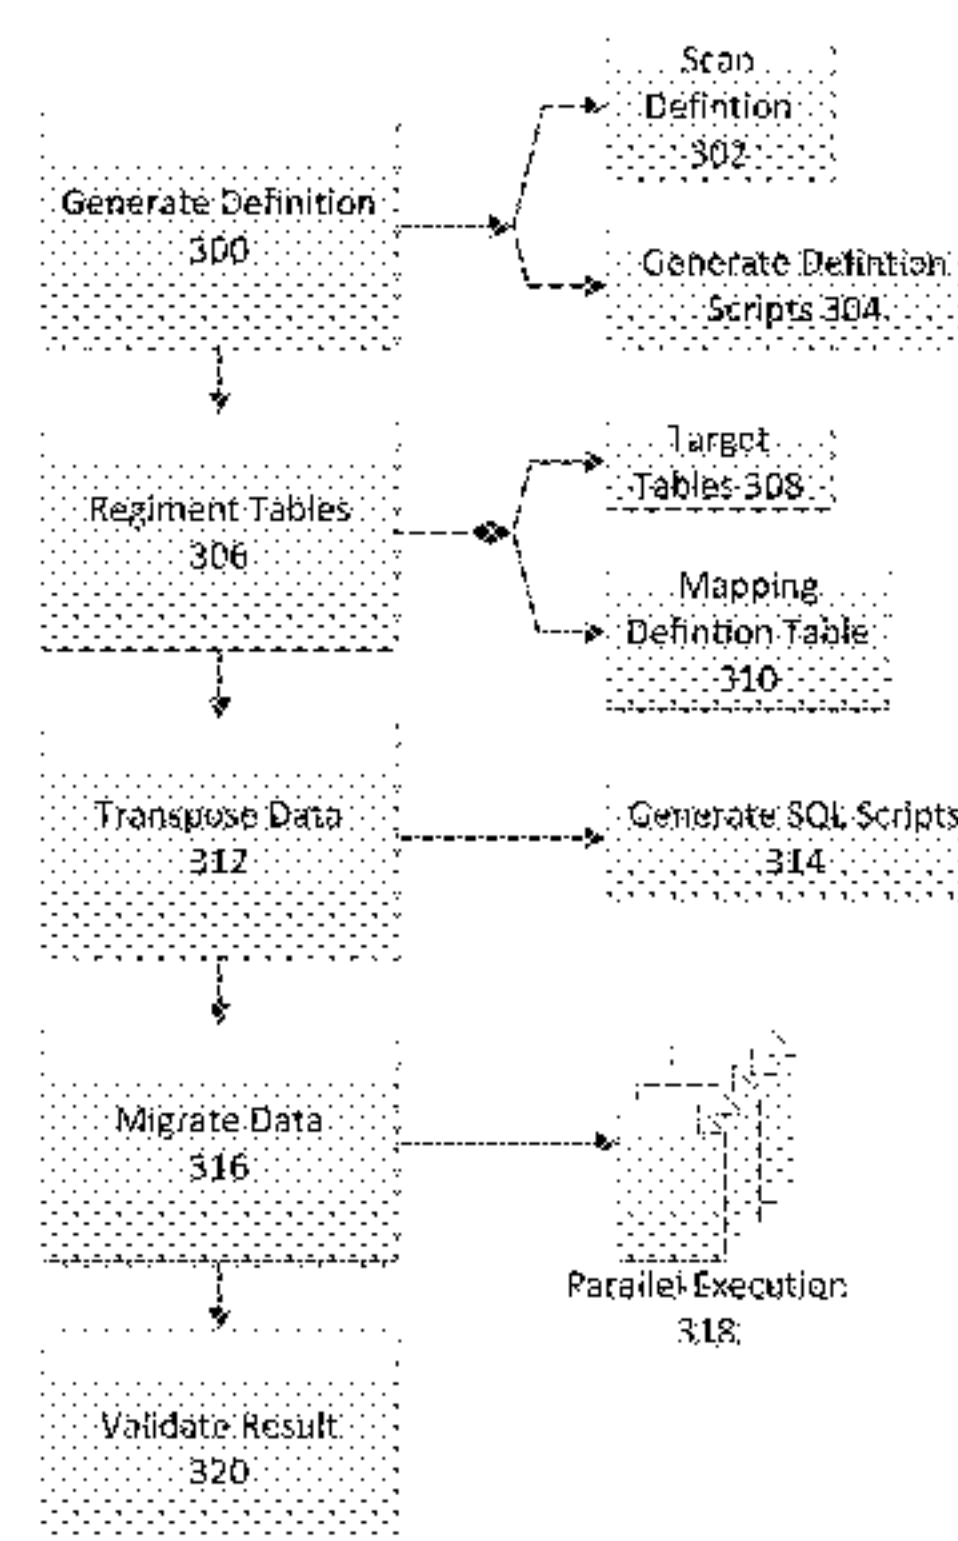 Generate Definition
300
Scan
Defintion
302
Generate Defintion
Scripts 304
Regiment Tables
306
Target
Tables 308
Mapping
Defintion Table
310
Transpose Data
312
Generate SQL Scripts
314
Migrate Data
316
Parallel Execution
318
Validate Result
320